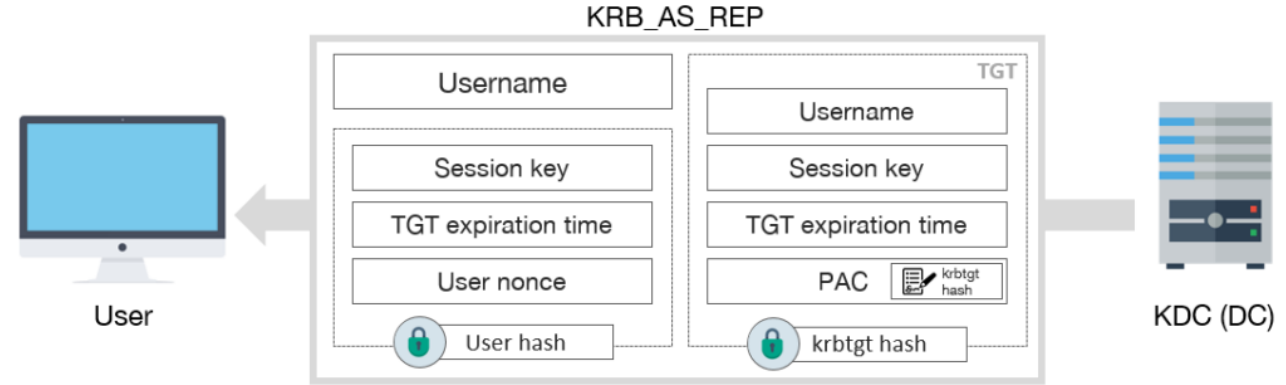 KRB_AS_REP
Username
Session key
TGT expiration time
User nonce
User hash
TGT
Username
Session key
TGT expiration time
PAC
krbtgt
hash
krbtgt hash
User
KDC (DC)